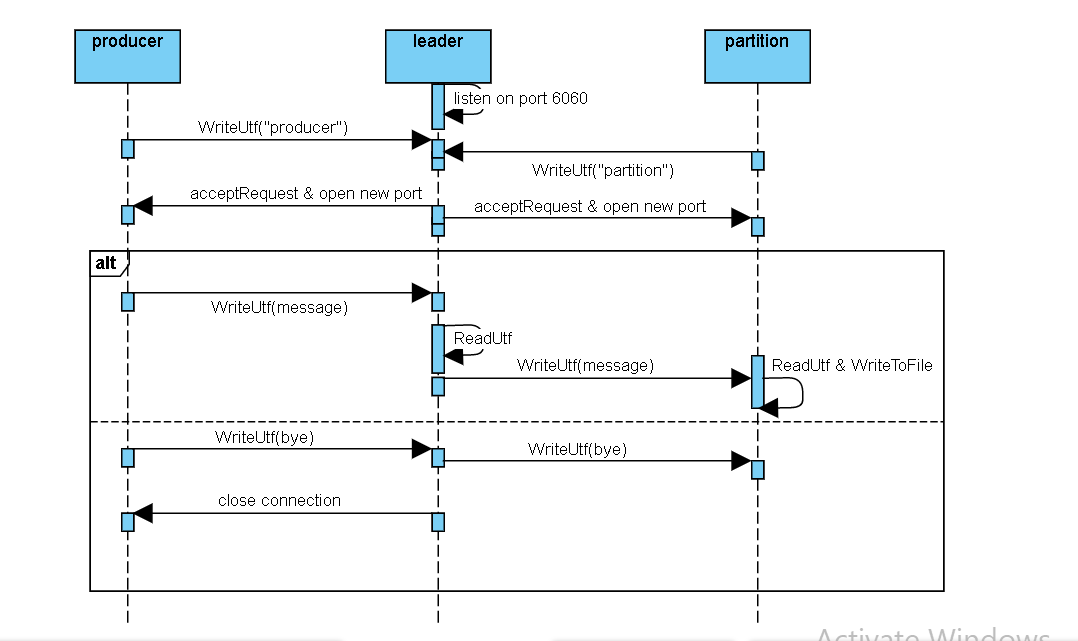 producer
leader
partition
listen on port 6060
WriteUtf("producer")
WriteUtf("partition")
acceptRequest & open new port
acceptRequest & open new port
alt
WriteUtf(message)
ReadUtf
WriteUtf(message)
ReadUtf & WriteToFile
WriteUtf(bye)
WriteUtf(bye)
close connection
Activate Windows